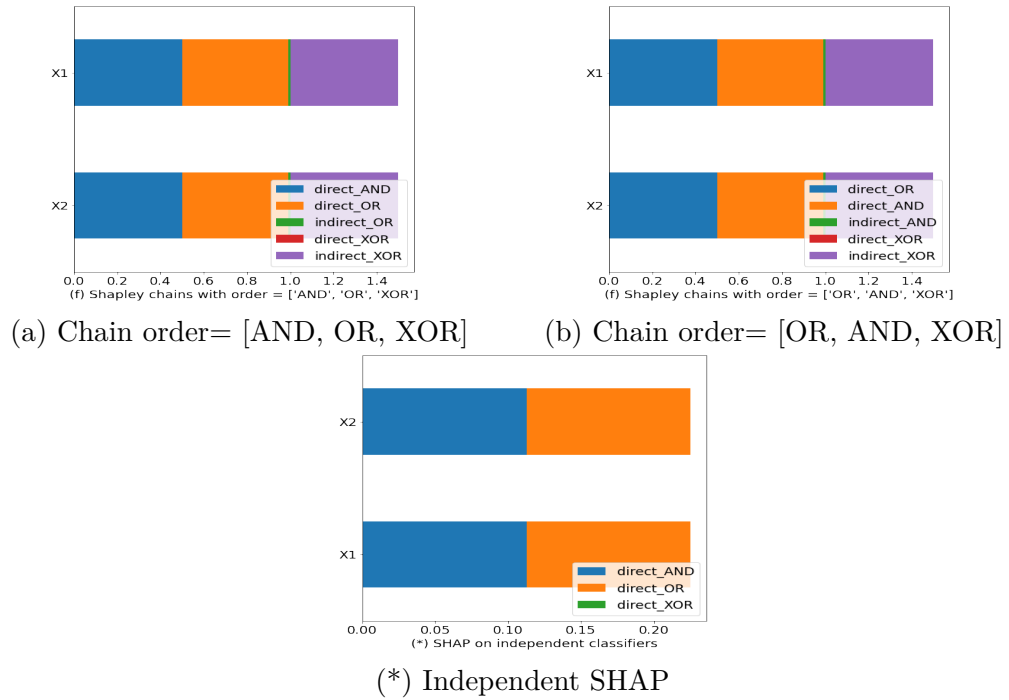 X1
X2
direct_AND
direct_OR
indirect_OR
direct_XOR
indirect_XOR
0.0 0.2 0.4 0.6 0.8 1.0 1.2 1.4
(f) Shapley chains with order = ['AND', 'OR', 'XOR']
(a) Chain order= [AND, OR, XOR]
X1
X2
direct_OR
direct_AND
indirect_AND
direct_XOR
indirect_XOR
0.0 0.2 0.4 0.6 0.8 1.0 1.2 1.4
(f) Shapley chains with order = ['OR', 'AND', 'XOR']
(b) Chain order= [OR, AND, XOR]
X2
X1
direct_AND
direct_OR
direct_XOR
0.00 0.05 0.10 0.15 0.20
(*) SHAP on independent classifiers
(*) Independent SHAP